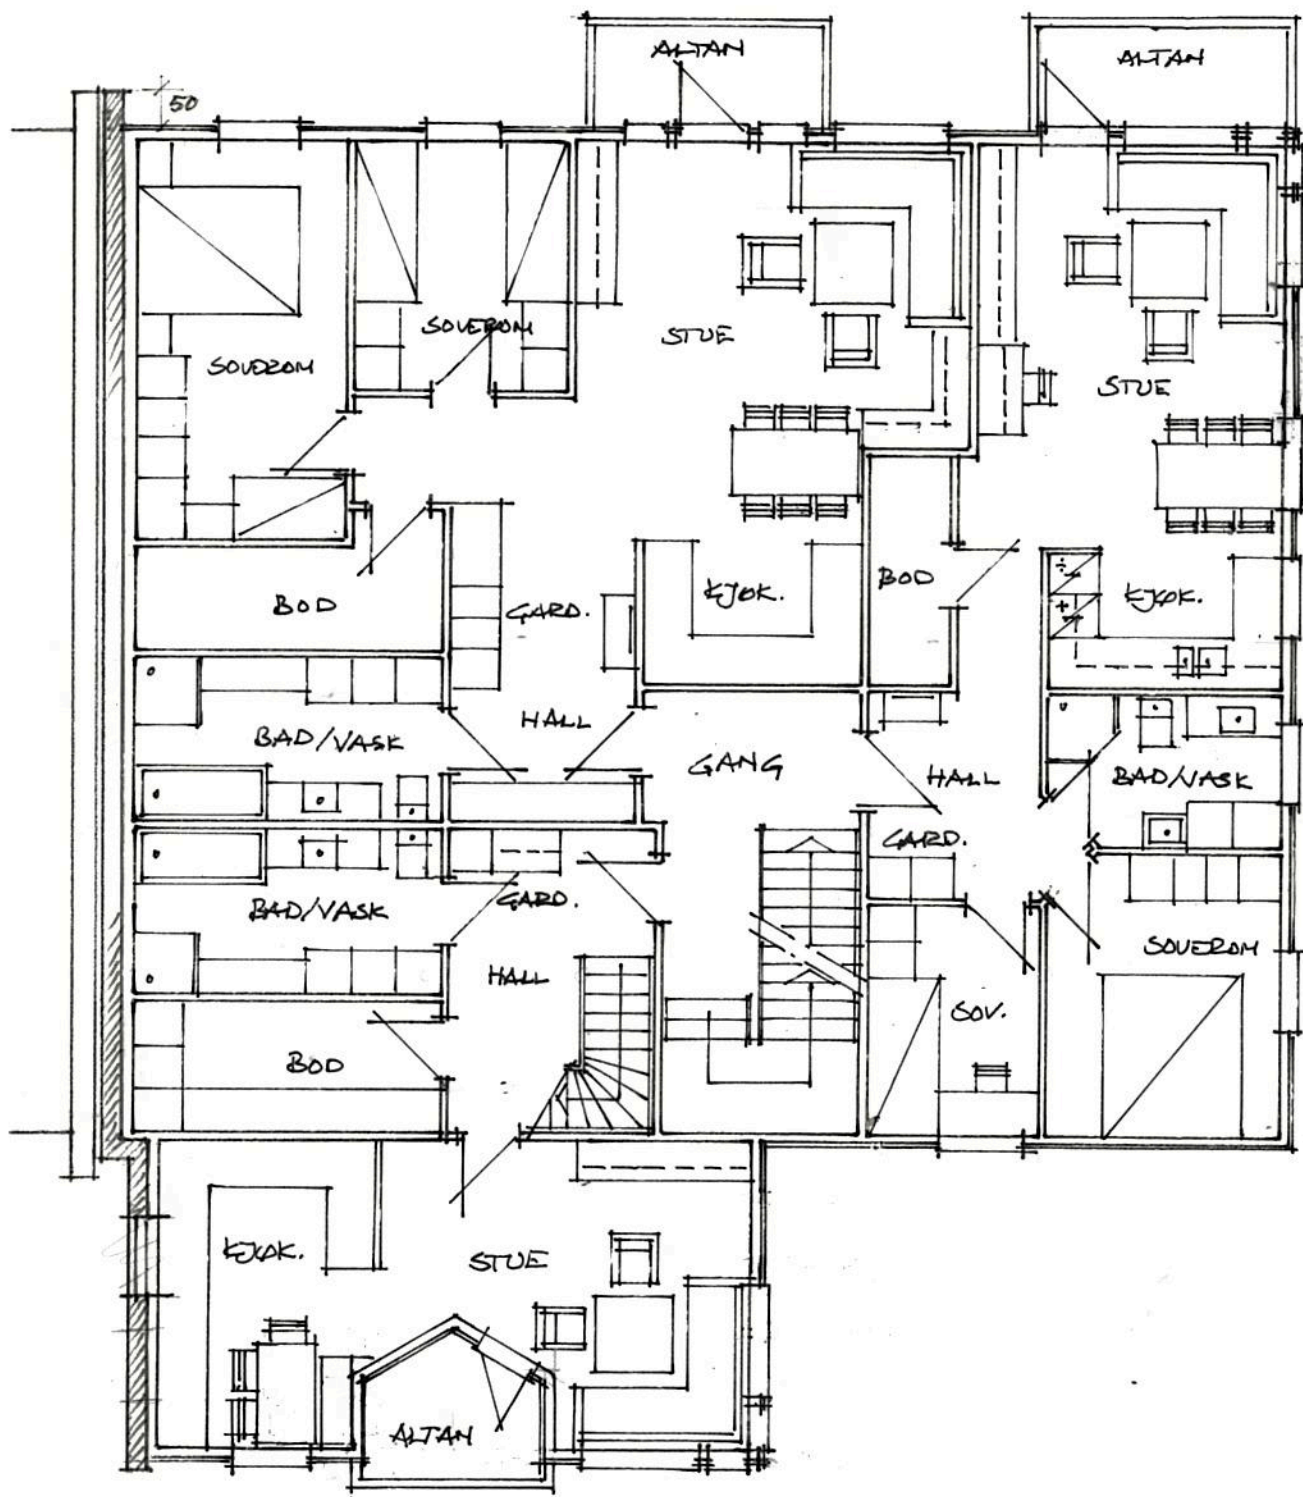 ALTAN
ALTAN
50
SOVEROM
SOVEROM
STUE
STUE
BOD
GARD.
KJØK.
BOD
KJØK.
BAD/VASK
HALL
GANG
HALL
BAD/VASK
GARD.
BAD/VASK
GARD.
HALL
SOV.
SOVEROM
BOD
KJØK.
STUE
ALTAN